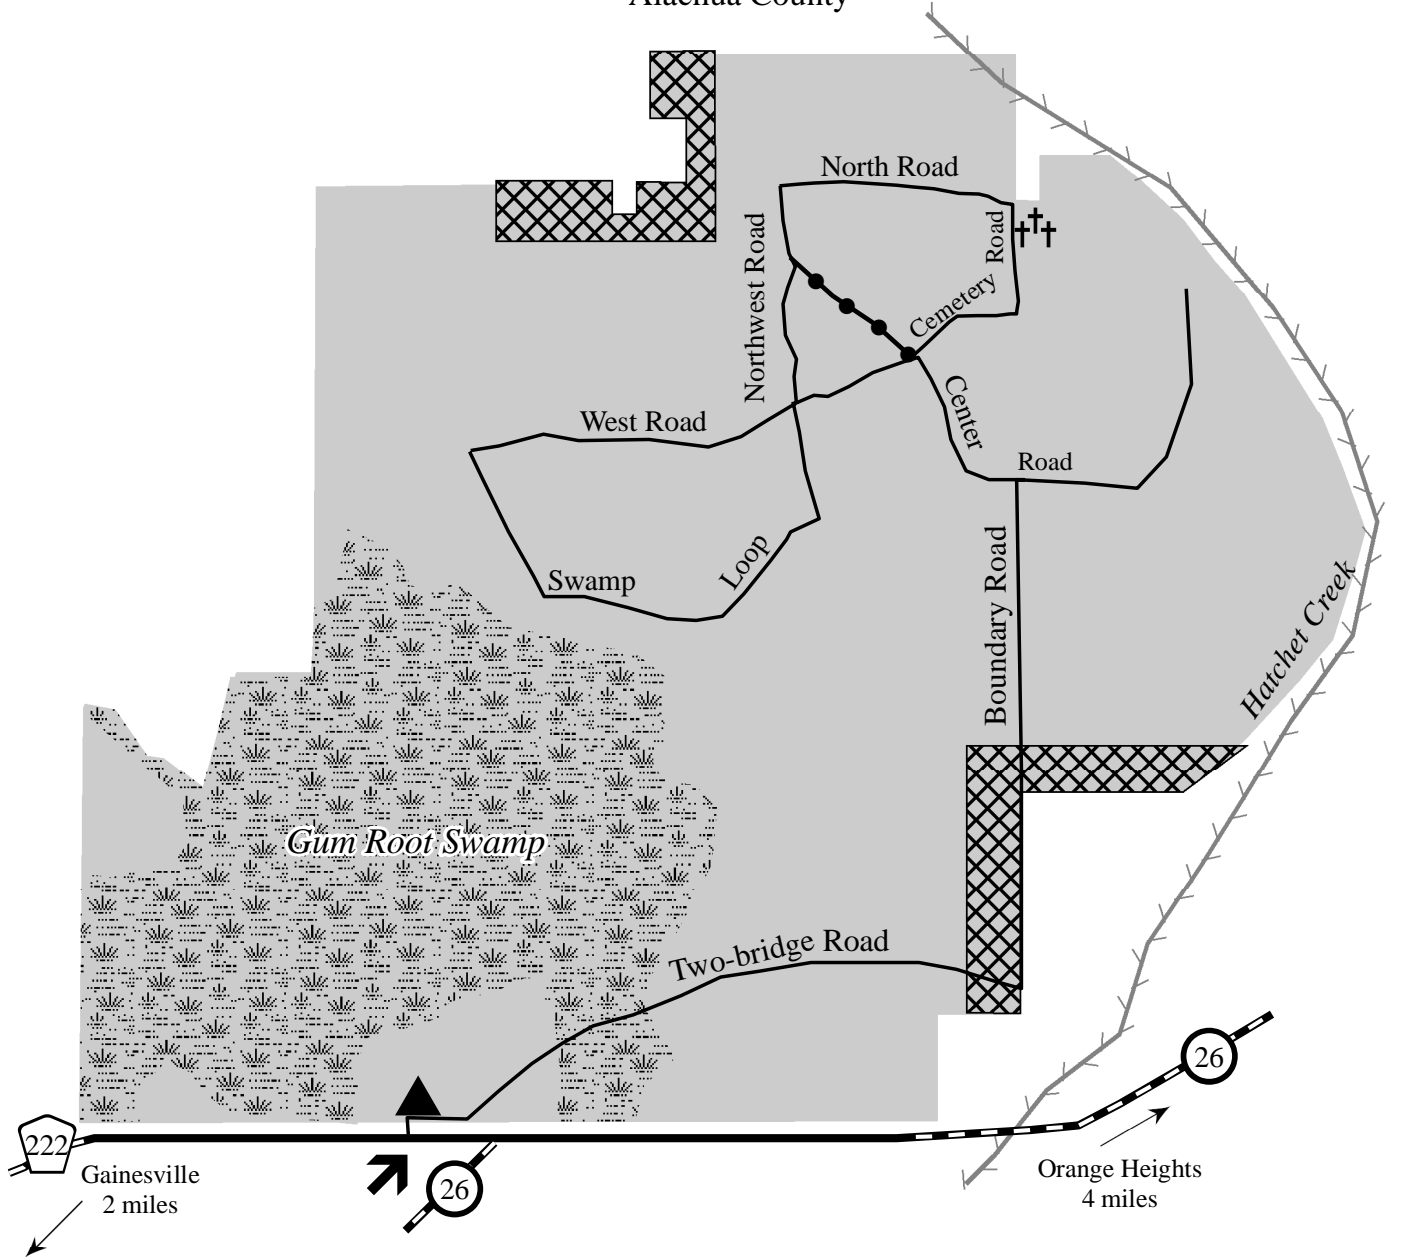 Alachua County
North Road
Northwest Road
Cemetery Road
West Road
Center Road
Swamp Loop
Boundary Road
Hatchet Creek
Gum Root Swamp
Two-bridge Road
26
222
Gainesville
2 miles
26
Orange Heights
4 miles